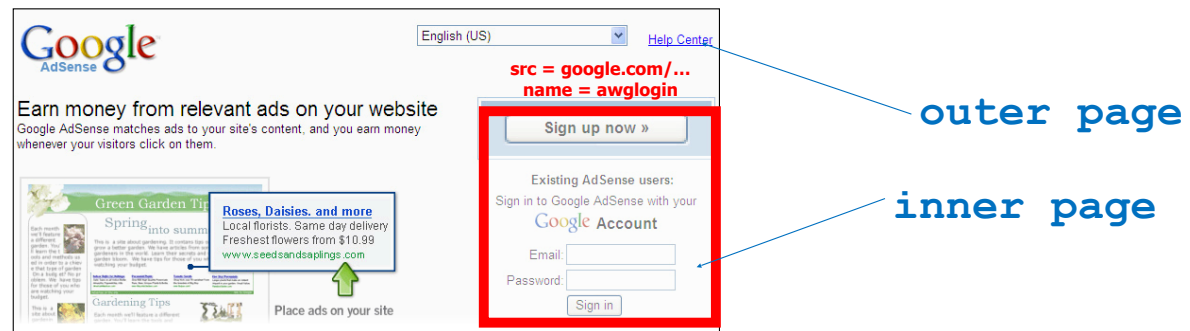 Google
AdSense
English (US)
Help Center
src = google.com/...
name = awglogin
outer page
Earn money from relevant ads on your website
Google AdSense matches ads to your site's content, and you earn money
whenever your visitors click on them.
Sign up now »
Existing AdSense users:
Sign in to Google AdSense with your
Google Account
Email:
Password:
Sign in
inner page
Green Garden Tip
Spring into summ
Roses, Daisies. and more
Local florists. Same day delivery
Freshest flowers from $10.99
www.seedsandsaplings.com
Gardening Tips
Place ads on your site